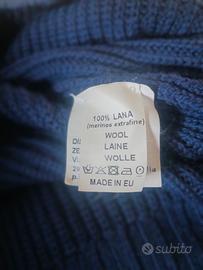 100% LANA
(merinos extrafine)
WOOL
LAINE
WOLLE
MADE IN EU
subito